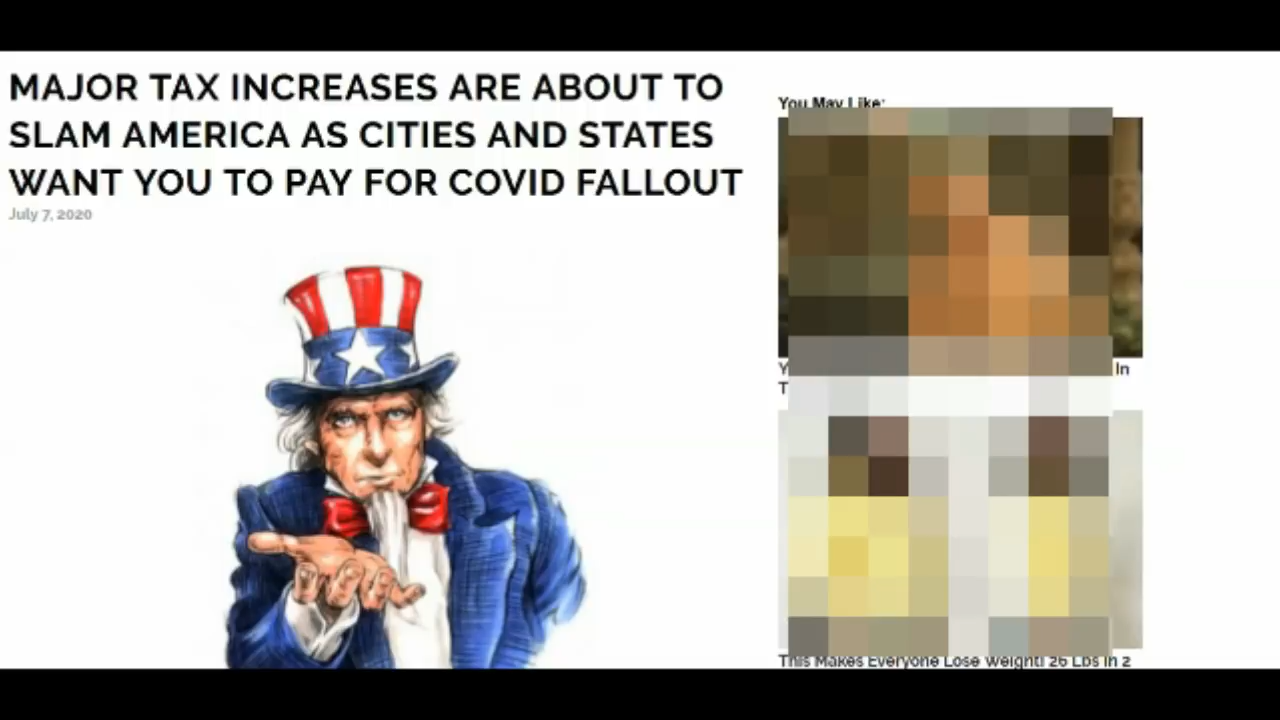 MAJOR TAX INCREASES ARE ABOUT TO
SLAM AMERICA AS CITIES AND STATES
WANT YOU TO PAY FOR COVID FALLOUT
July 7, 2020
You May Like:
In
This Makes Everyone Lose Weight! 26 Lbs In 2